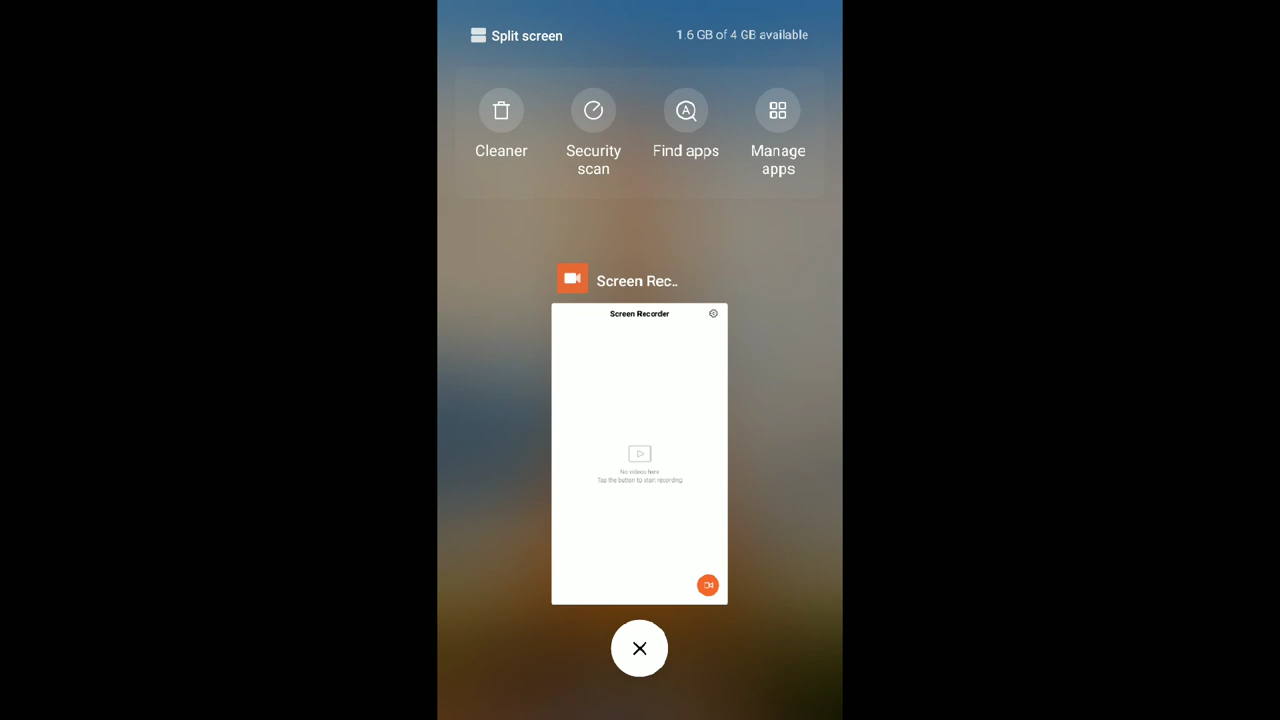 Split screen
1.6 GB of 4 GB available
Cleaner
Security
scan
Find apps
Manage
apps
Screen Rec..
Screen Recorder
No videos here
Tap the button to start recording